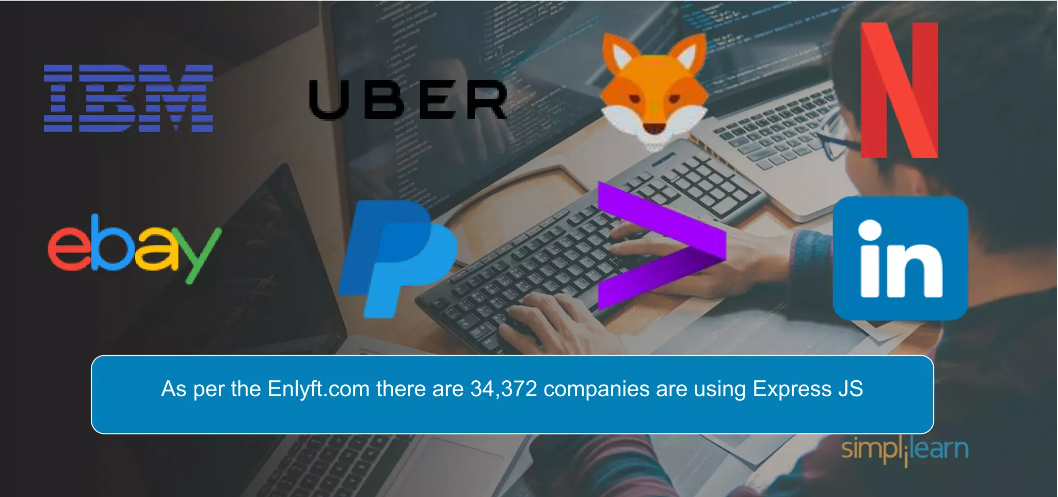 IBM
UBER
N
ebay
PP
in
As per the Enlyft.com there are 34,372 companies are using Express JS
simplilearn